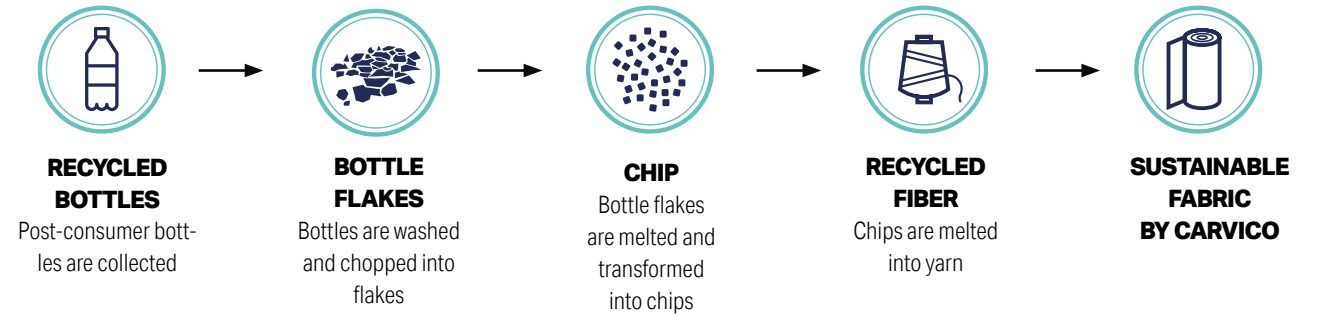 RECYCLED
BOTTLES
Post-consumer bott-
les are collected
BOTTLE
FLAKES
Bottles are washed
and chopped into
flakes
CHIP
Bottle flakes
are melted and
transformed
into chips
RECYCLED
FIBER
Chips are melted
into yarn
SUSTAINABLE
FABRIC
BY CARVICO